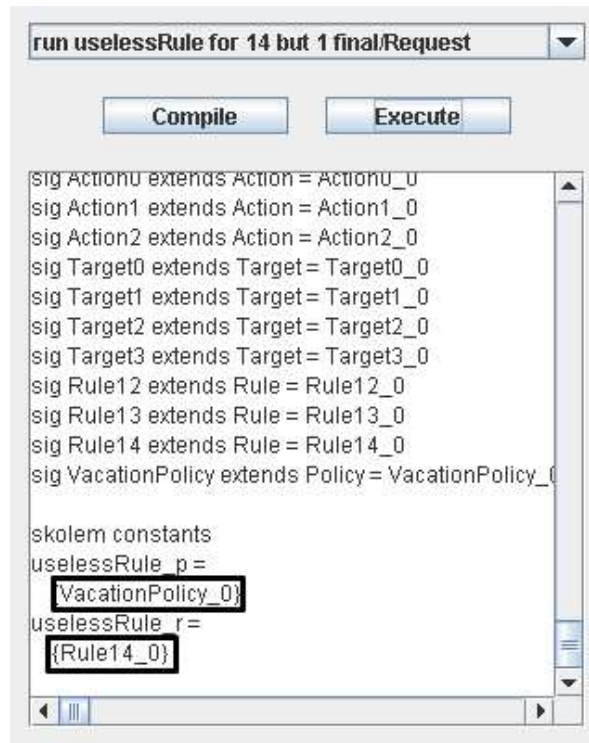 run uselessRule for 14 but 1 final/Request
Compile Execute
sig Action0 extends Action = Action0_0
sig Action1 extends Action = Action1_0
sig Action2 extends Action = Action2_0
sig Target0 extends Target = Target0_0
sig Target1 extends Target = Target1_0
sig Target2 extends Target = Target2_0
sig Target3 extends Target = Target3_0
sig Rule12 extends Rule = Rule12_0
sig Rule13 extends Rule = Rule13_0
sig Rule14 extends Rule = Rule14_0
sig VacationPolicy extends Policy = VacationPolicy_0
skolem constants
uselessRule_p =
{VacationPolicy_0}
uselessRule_r =
{Rule14_0}